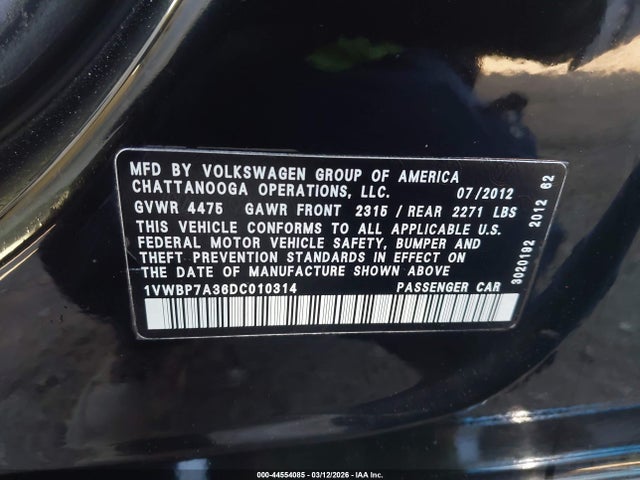 MFD BY VOLKSWAGEN GROUP OF AMERICA
CHATTANOOGA OPERATIONS, LLC. 07/2012
GVWR 4475 GAWR FRONT 2315 / REAR 2271 LBS
THIS VEHICLE CONFORMS TO ALL APPLICABLE U.S.
FEDERAL MOTOR VEHICLE SAFETY, BUMPER AND
THEFT PREVENTION STANDARDS IN EFFECT ON
THE DATE OF MANUFACTURE SHOWN ABOVE
1VWBP7A36DC010314 PASSENGER CAR
3020192 2012 62
000-44554085 - 03/12/2026 - IAA Inc.